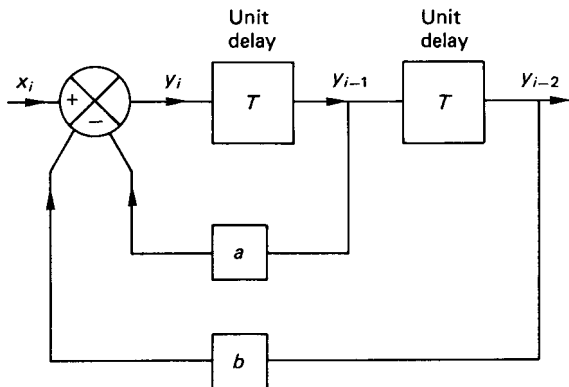 Unit
delay
Unit
delay
x_i
+
−
y_i
T
y_{i−1}
T
y_{i−2}
a
b